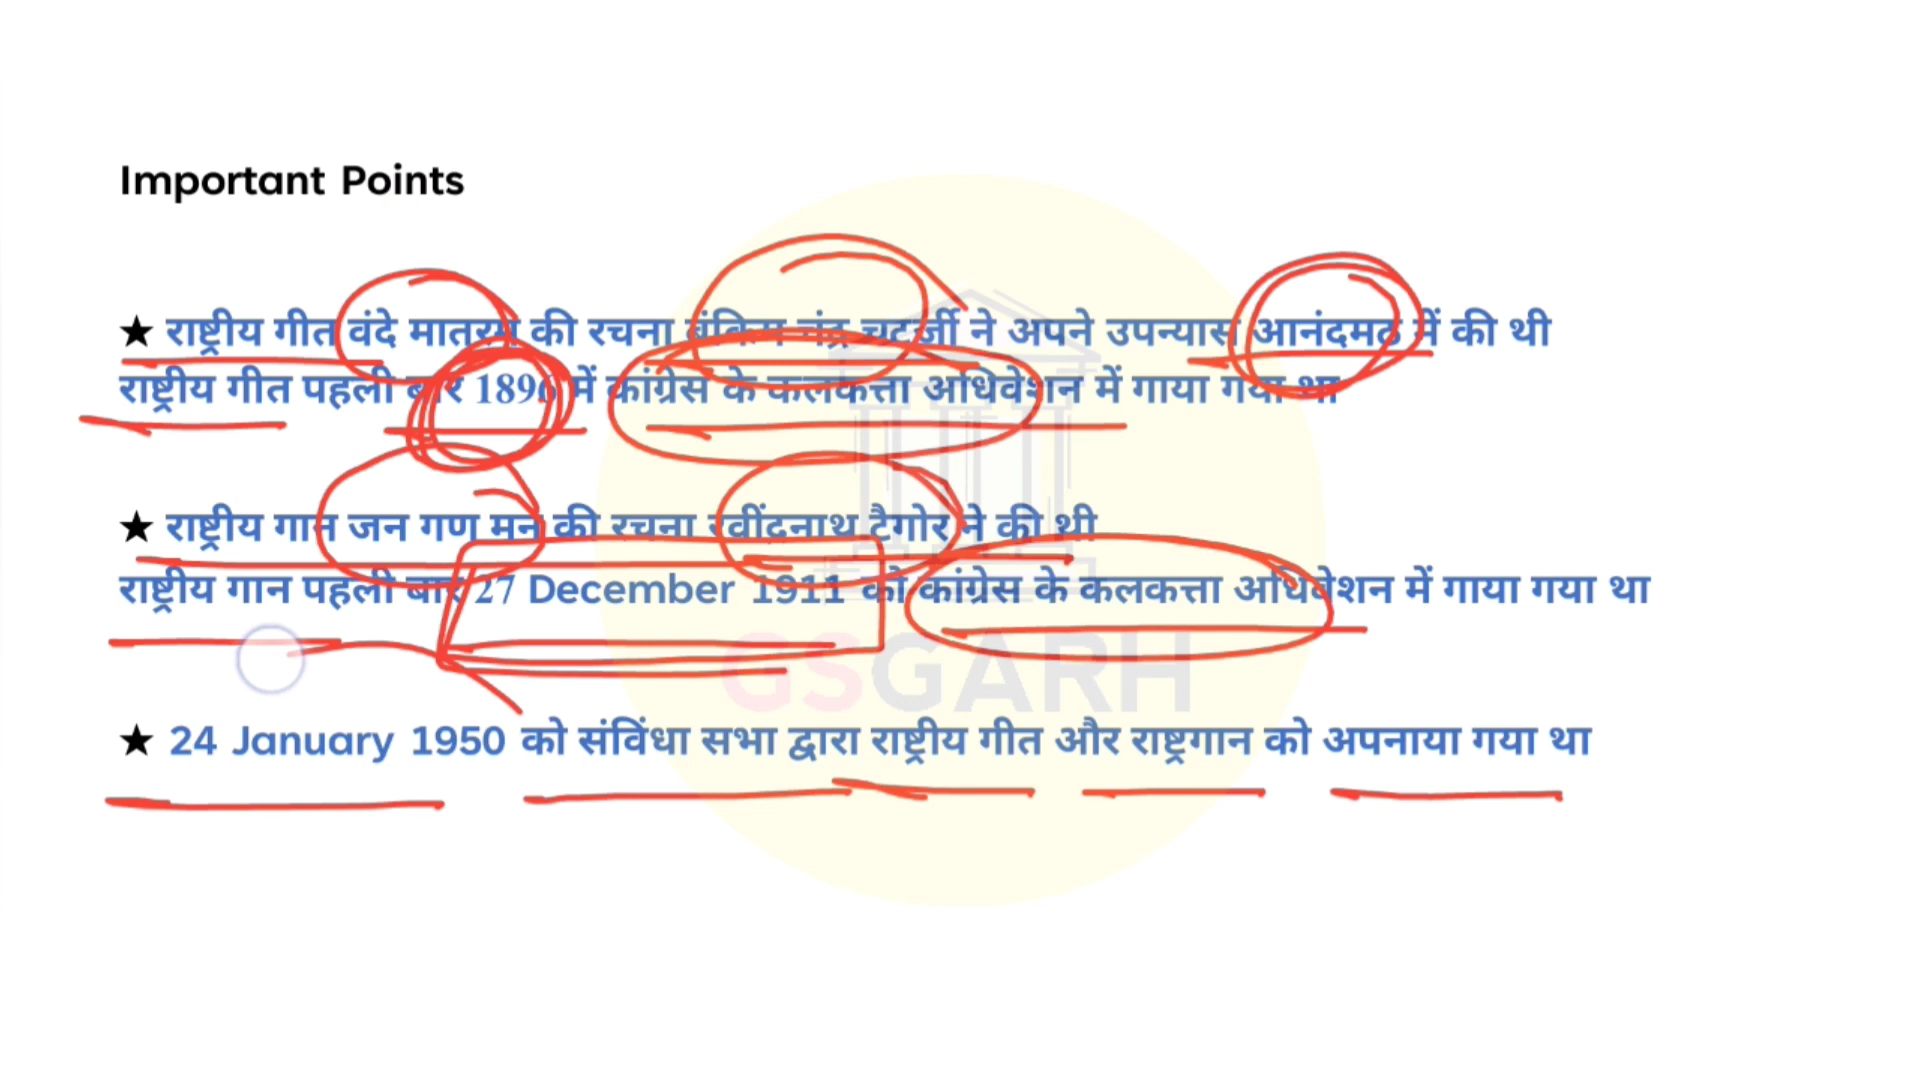 Important Points
★ राष्ट्रीय गीत वंदे मातरम की रचना बंकिम चंद्र चटर्जी ने अपने उपन्यास आनंदमठ में की थी
राष्ट्रीय गीत पहली बार 1896 में कांग्रेस के कलकत्ता अधिवेशन में गाया गया था
★ राष्ट्रीय गान जन गण मन की रचना रवींद्रनाथ टैगोर ने की थी
राष्ट्रीय गान पहली बार 27 December 1911 को कांग्रेस के कलकत्ता अधिवेशन में गाया गया था
GSGARH
★ 24 January 1950 को संविंधा सभा द्वारा राष्ट्रीय गीत और राष्ट्रगान को अपनाया गया था